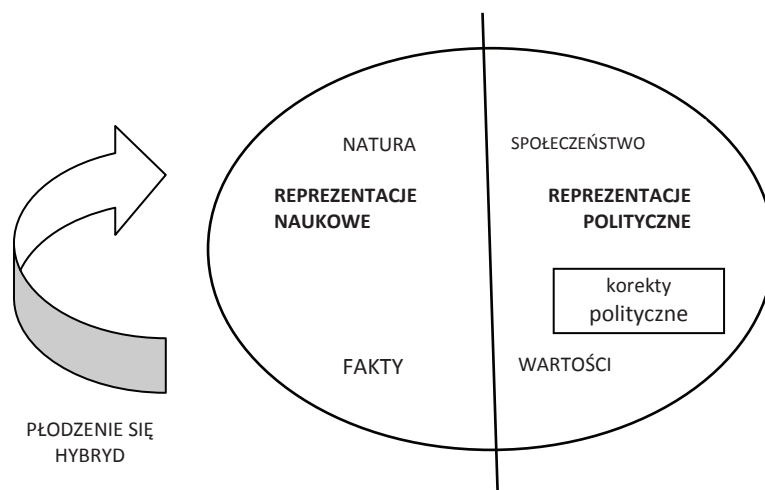 NATURA
SPOŁECZEŃSTWO
REPREZENTACJE
NAUKOWE
REPREZENTACJE
POLITYCZNE
korekty
polityczne
FAKTY
WARTOŚCI
PŁODZENIE SIĘ
HYBRYD